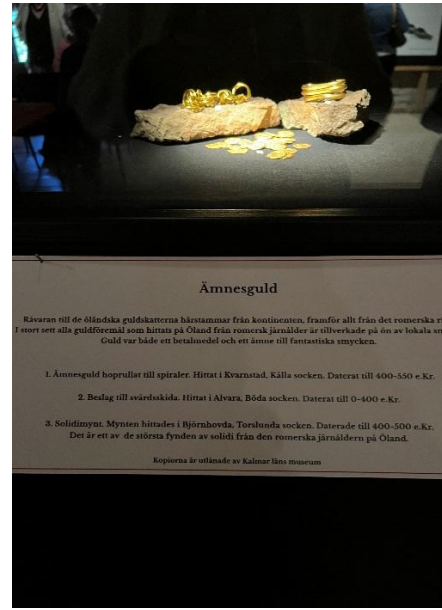 Ämnesguld
Råvaran till de öländska guldskatterna härstammar från kontinenten, framför allt från det romerska
I stort sett alla guldföremål som hittats på Öland från romersk järnålder är tillverkade på ön av lokala
Guld var både ett betalmedel och ett ämne till fantastiska smycken.
1. Ämnesguld hoprullat till spiraler. Hittat i Kvarnstad, Källa socken. Daterat till 400-550 e.Kr.
2. Beslag till svärdsskida. Hittat i Alvara, Böda socken. Daterat till 0-400 e.Kr.
3. Solidimynt. Mynten hittades i Björnhovda, Torslunda socken. Daterade till 400-500 e.Kr.
Det är ett av de största fynden av solidi från den romerska järnåldern på Öland.
Kopiorna är utlånade av Kalmar läns museum